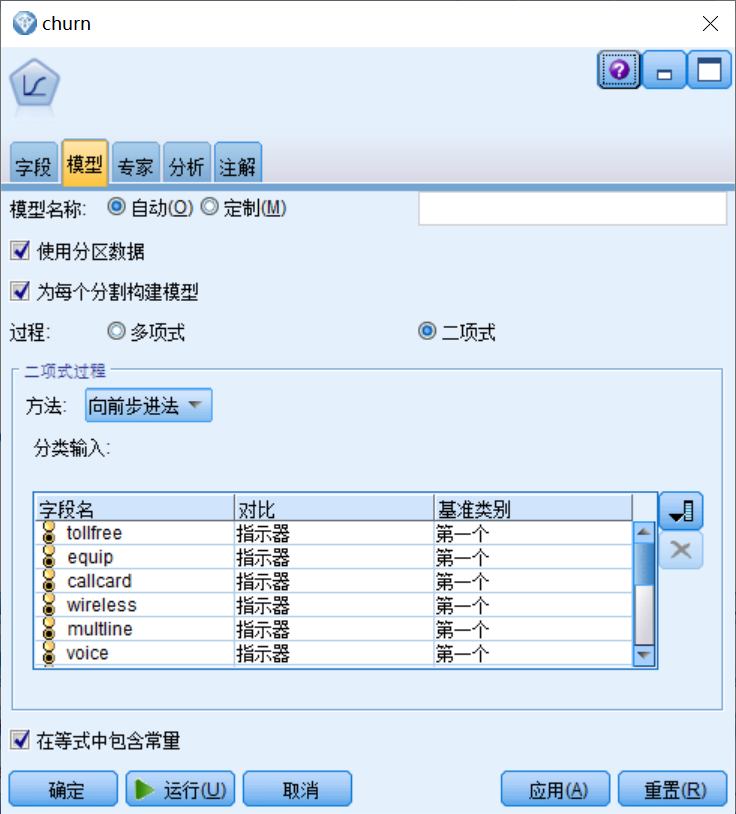 churn
字段 模型 专家 分析 注解
模型名称: 自动(O) 定制(M)
使用分区数据
为每个分割构建模型
过程: 多项式 二项式
二项式过程
方法: 向前步进法
分类输入:
字段名 对比 基准类别
tollfree 指示器 第一个
equip 指示器 第一个
callcard 指示器 第一个
wireless 指示器 第一个
multline 指示器 第一个
voice 指示器 第一个
在等式中包含常量
确定 运行(U) 取消 应用(A) 重置(R)